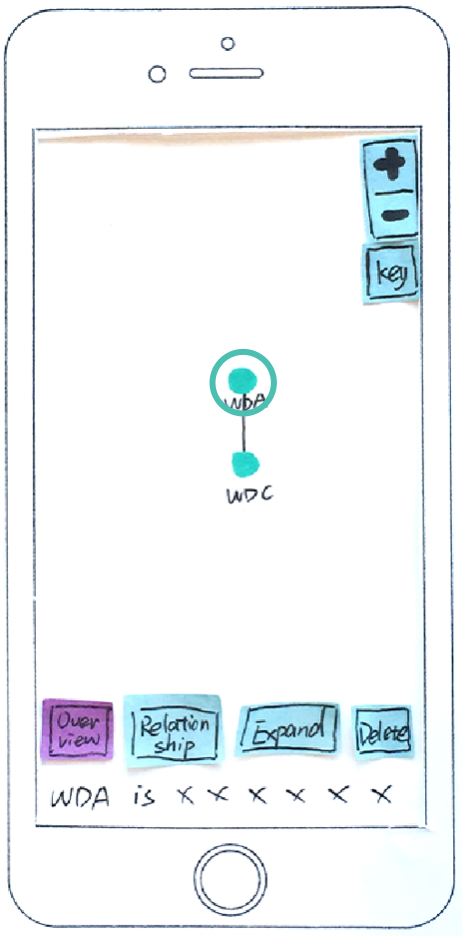 +
-
key
WDA
WDC
Over
view
Relation
ship
Expand
Delete
WDA is x x x x x x